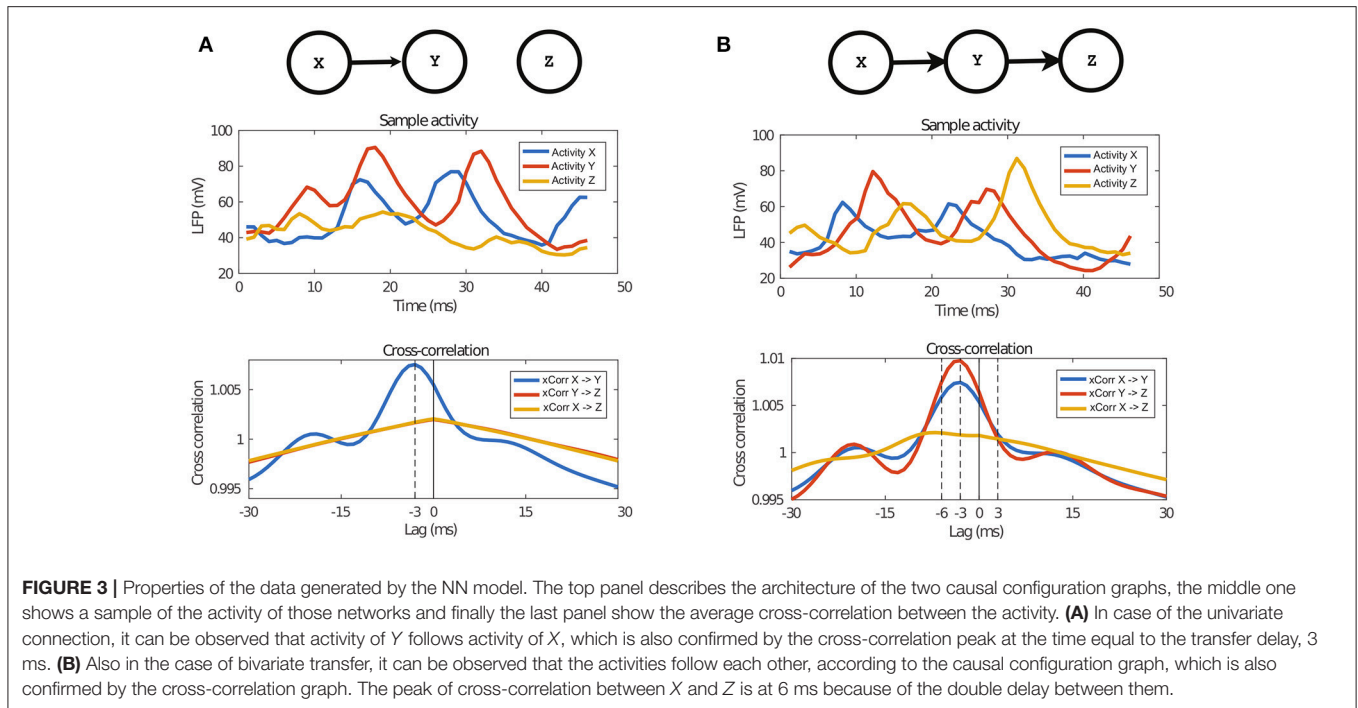 A
X
Y
Z
Sample activity
100
80
60
40
20
LFP (mV)
Activity X
Activity Y
Activity Z
0
10
20
30
40
50
Time (ms)
Cross-correlation
1.005
1
0.995
Cross correlation
xCorr X -> Y
xCorr Y -> Z
xCorr X -> Z
-30
-15
-3
0
15
30
Lag (ms)
B
X
Y
Z
Sample activity
100
80
60
40
20
LFP (mV)
Activity X
Activity Y
Activity Z
0
10
20
30
40
50
Time (ms)
Cross-correlation
1.01
1.005
1
0.995
Cross correlation
xCorr X -> Y
xCorr Y -> Z
xCorr X -> Z
-30
-15
-6
-3
0
3
15
30
Lag (ms)
FIGURE 3 | Properties of the data generated by the NN model. The top panel describes the architecture of the two causal configuration graphs, the middle one
shows a sample of the activity of those networks and finally the last panel show the average cross-correlation between the activity. (A) In case of the univariate
connection, it can be observed that activity of Y follows activity of X, which is also confirmed by the cross-correlation peak at the time equal to the transfer delay, 3
ms. (B) Also in the case of bivariate transfer, it can be observed that the activities follow each other, according to the causal configuration graph, which is also
confirmed by the cross-correlation graph. The peak of cross-correlation between X and Z is at 6 ms because of the double delay between them.